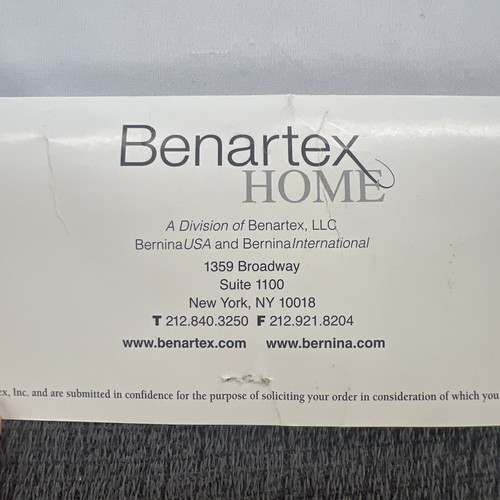 Benartex
HOME
A Division of Benartex, LLC
BerninaUSA and BerninaInternational
1359 Broadway
Suite 1100
New York, NY 10018
T 212.840.3250 F 212.921.8204
www.benartex.com www.bernina.com
Inc. and are submitted in confidence for the purpose of soliciting your order in consideration of which you